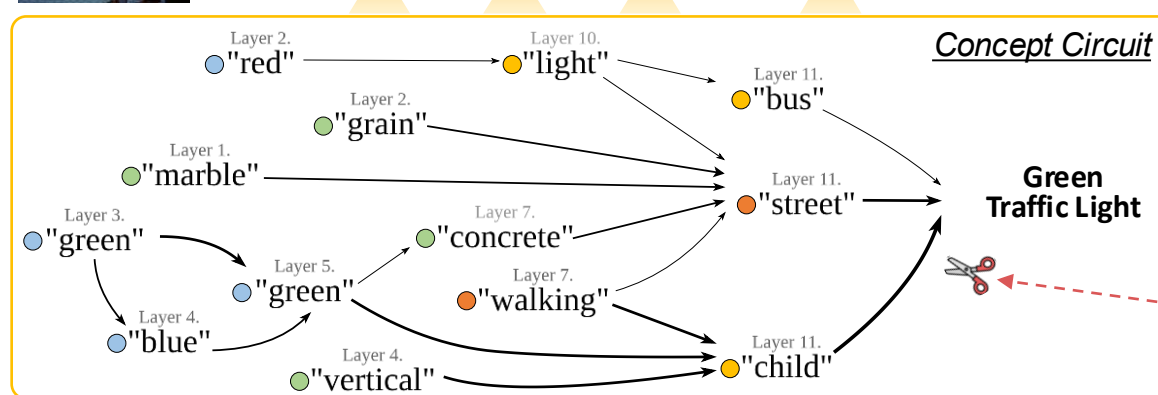 Concept Circuit
Layer 2.
"red"
Layer 10.
"light"
Layer 11.
"bus"
Layer 2.
"grain"
Layer 1.
"marble"
Layer 11.
"street"
Green
Traffic Light
Layer 3.
"green"
Layer 7.
"concrete"
Layer 5.
"green"
Layer 7.
"walking"
Layer 4.
"blue"
Layer 11.
"child"
Layer 4.
"vertical"